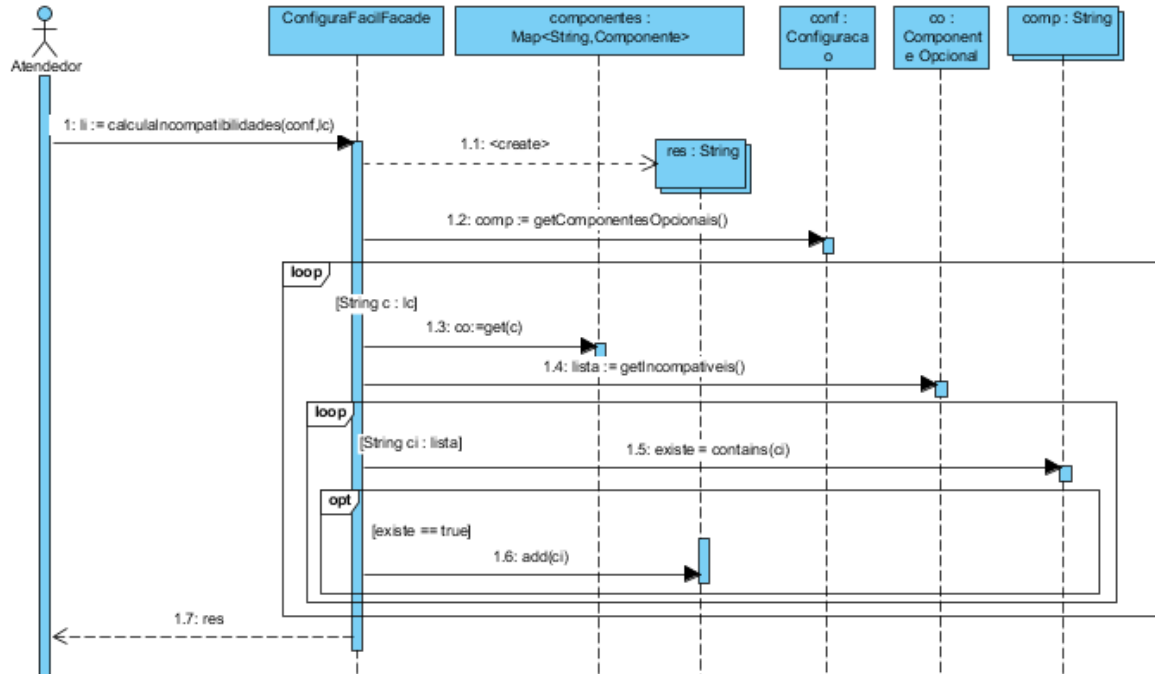 ConfiguraFacilFacade
componentes :
Map<String,Componente>
conf :
Configuraca
o
co :
Component
e Opcional
comp : String
Atendedor
1: li := calculaIncompatibilidades(conf,lc)
1.1: <create>
res : String
1.2: comp := getComponentesOpcionais()
loop
[String c : lc]
1.3: co:=get(c)
1.4: lista := getIncompativeis()
loop
[String ci : lista]
1.5: existe = contains(ci)
opt
[existe == true]
1.6: add(ci)
1.7: res